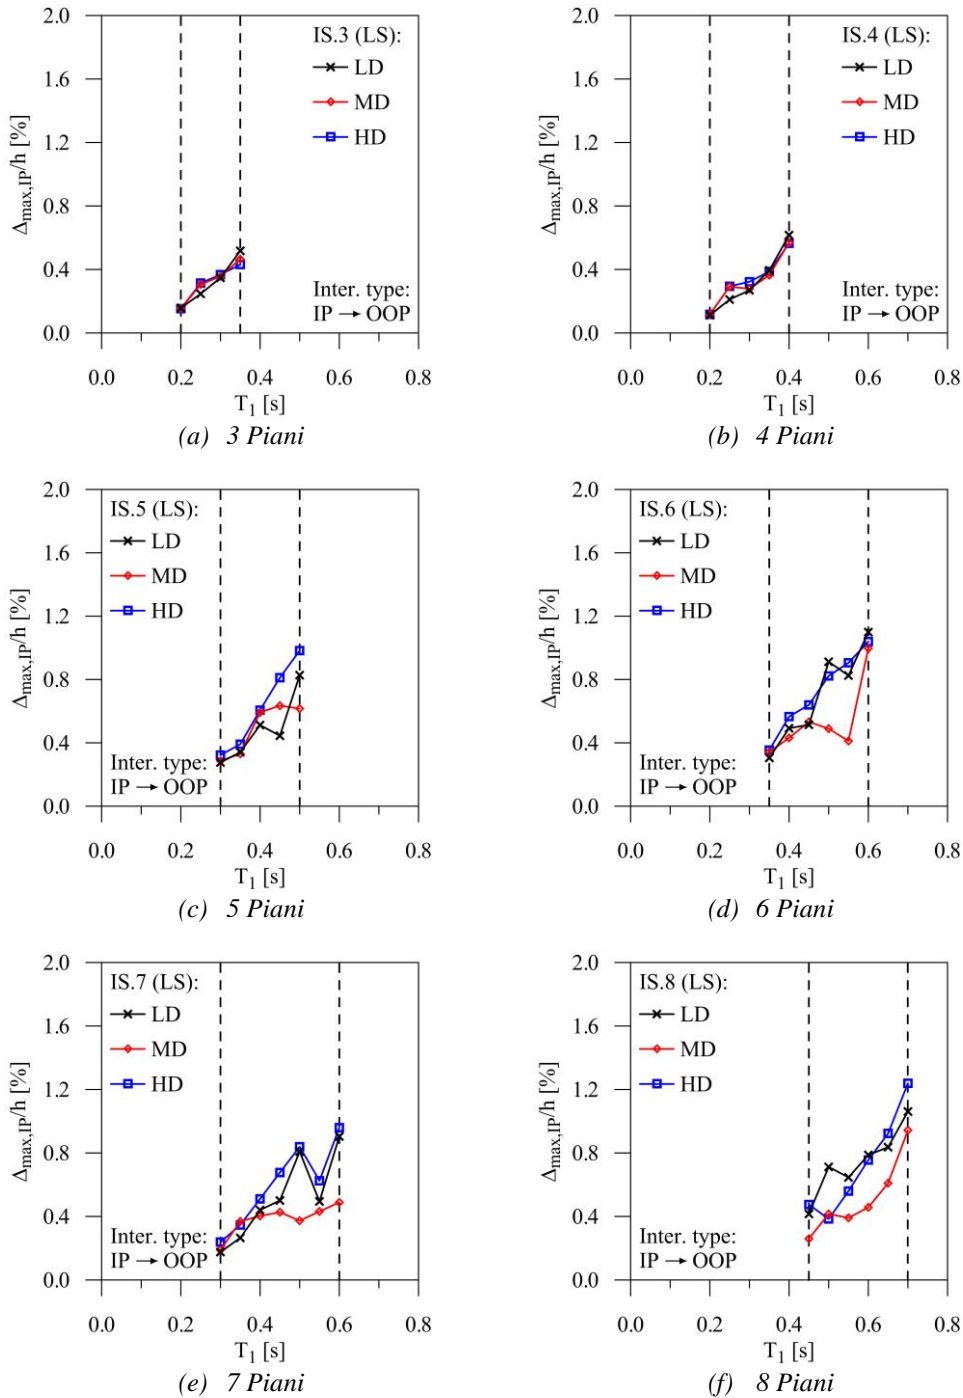 2.0
1.6
1.2
0.8
0.4
0.0
Δmax,IP/h [%]
IS.3 (LS):
LD
MD
HD
Inter. type:
IP → OOP
0.0 0.2 0.4 0.6 0.8
T1 [s]
(a) 3 Piani
2.0
1.6
1.2
0.8
0.4
0.0
Δmax,IP/h [%]
IS.4 (LS):
LD
MD
HD
Inter. type:
IP → OOP
0.0 0.2 0.4 0.6 0.8
T1 [s]
(b) 4 Piani
2.0
1.6
1.2
0.8
0.4
0.0
Δmax,IP/h [%]
IS.5 (LS):
LD
MD
HD
Inter. type:
IP → OOP
0.0 0.2 0.4 0.6 0.8
T1 [s]
(c) 5 Piani
2.0
1.6
1.2
0.8
0.4
0.0
Δmax,IP/h [%]
IS.6 (LS):
LD
MD
HD
Inter. type:
IP → OOP
0.0 0.2 0.4 0.6 0.8
T1 [s]
(d) 6 Piani
2.0
1.6
1.2
0.8
0.4
0.0
Δmax,IP/h [%]
IS.7 (LS):
LD
MD
HD
Inter. type:
IP → OOP
0.0 0.2 0.4 0.6 0.8
T1 [s]
(e) 7 Piani
2.0
1.6
1.2
0.8
0.4
0.0
Δmax,IP/h [%]
IS.8 (LS):
LD
MD
HD
Inter. type:
IP → OOP
0.0 0.2 0.4 0.6 0.8
T1 [s]
(f) 8 Piani